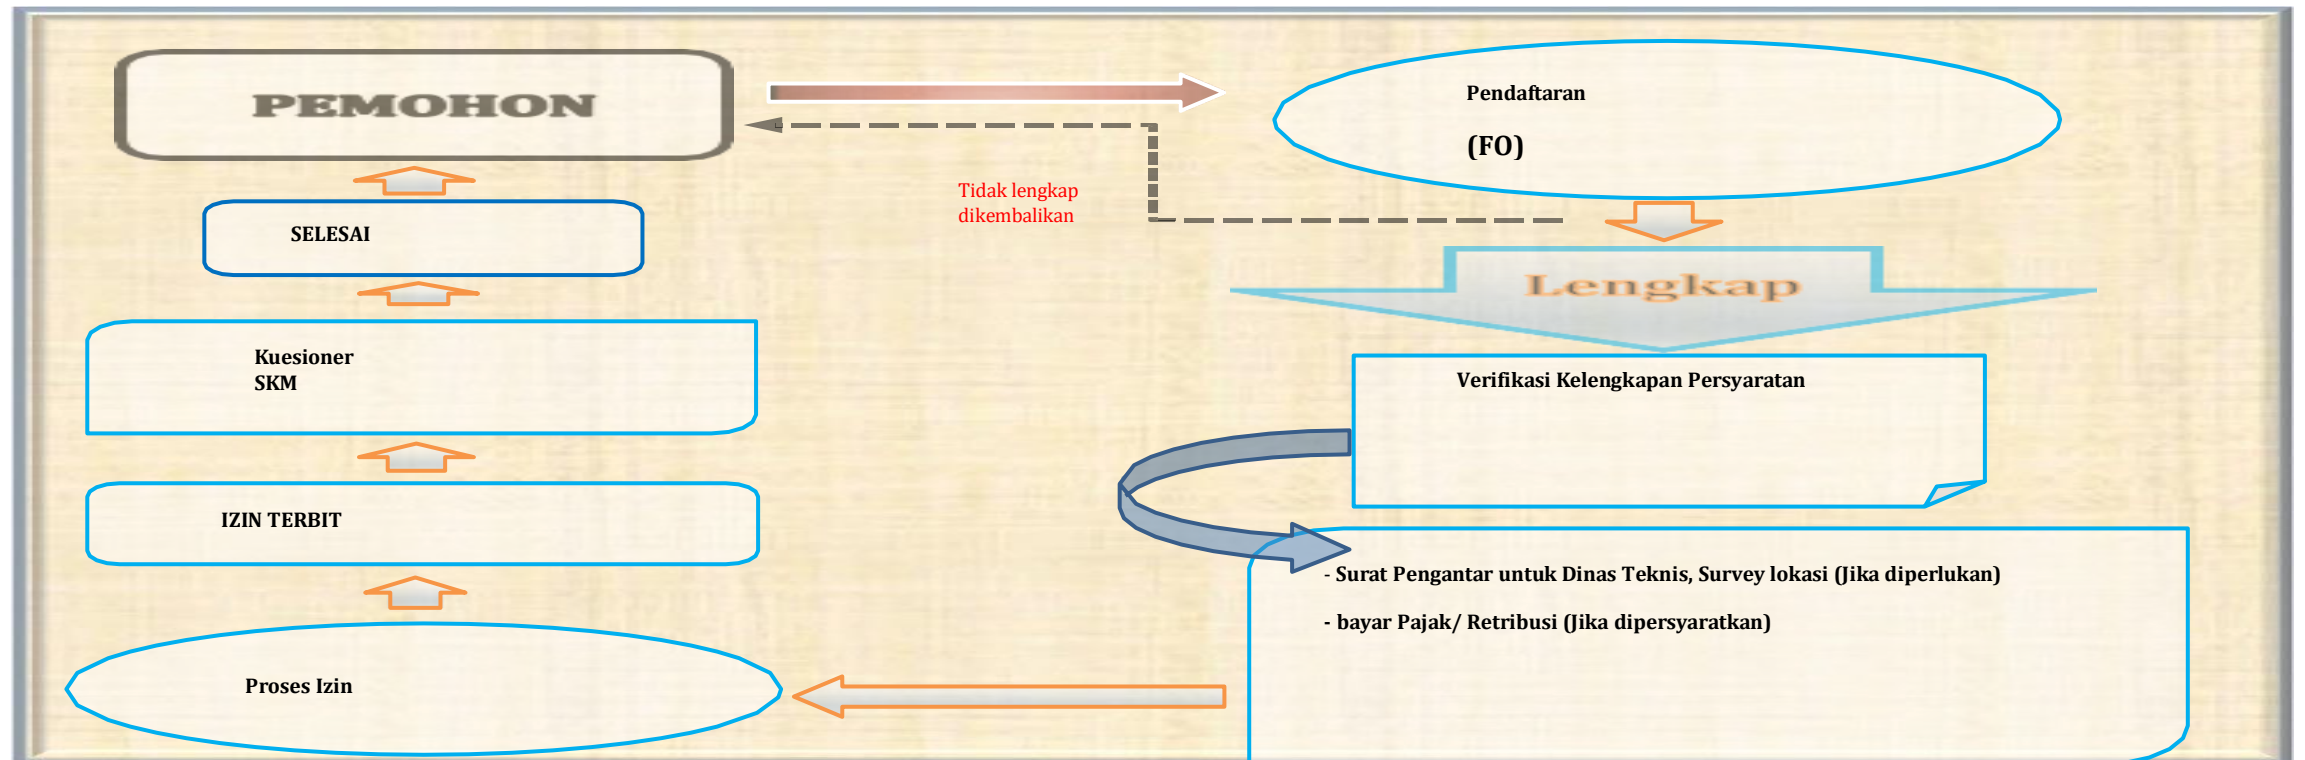 PEMOHON
Pendaftaran
(FO)
Tidak lengkap
dikembalikan
SELESAI
Lengkap
Kuesioner
SKM
Verifikasi Kelengkapan Persyaratan
IZIN TERBIT
- Surat Pengantar untuk Dinas Teknis, Survey lokasi (Jika diperlukan)
- bayar Pajak/ Retribusi (Jika dipersyaratkan)
Proses Izin